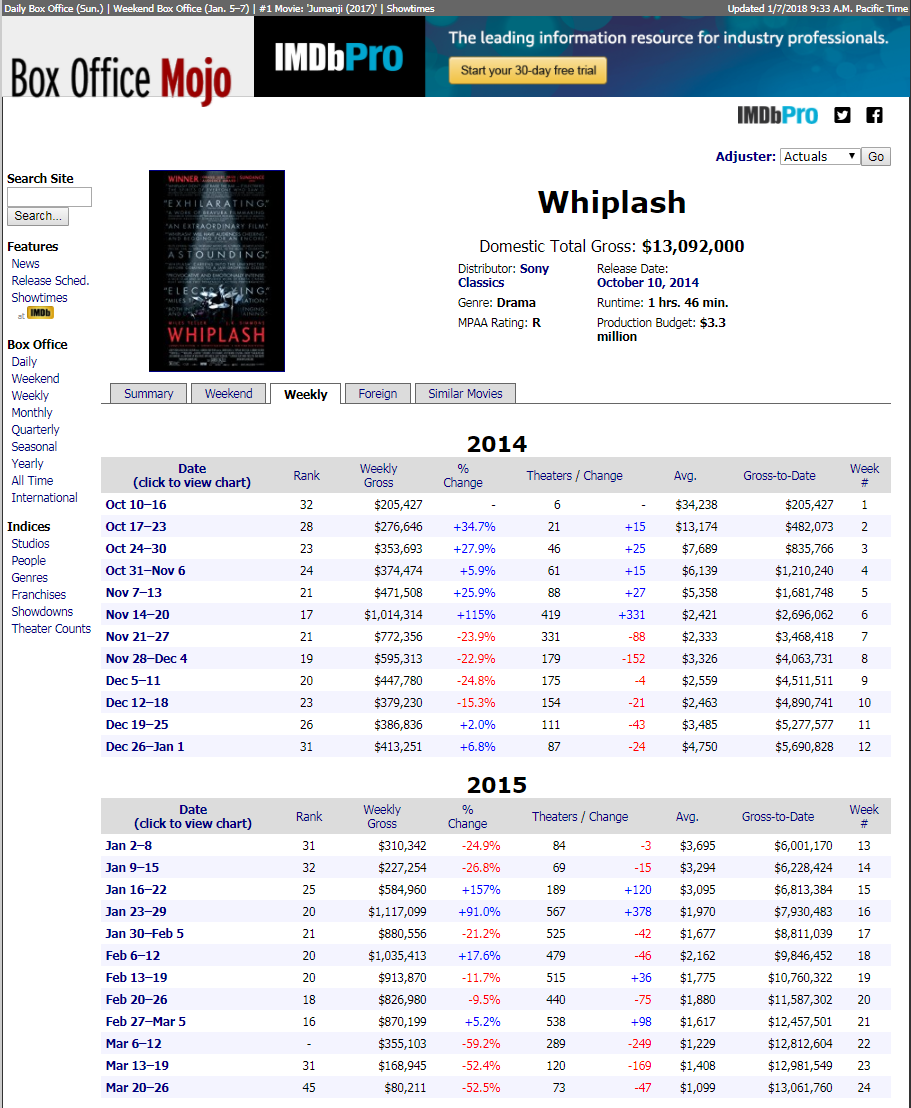 Daily Box Office (Sun.) | Weekend Box Office (Jan. 5–7) | #1 Movie: 'Jumanji (2017)' | Showtimes Updated 1/7/2018 9:33 A.M. Pacific Time
Box Office Mojo
IMDbPro
The leading information resource for industry professionals.
Start your 30-day free trial
IMDbPro
Adjuster: Actuals Go
Search Site
Search...
Features
News
Release Sched.
Showtimes
at IMDb
Box Office
Daily
Weekend
Weekly
Monthly
Quarterly
Seasonal
Yearly
All Time
International
Indices
Studios
People
Genres
Franchises
Showdowns
Theater Counts
WINNER
"EXHILARATING."
"AN EXTRAORDINARY FILM."
ASTOUNDING.
WHIPLASH
Whiplash
Domestic Total Gross: $13,092,000
Distributor: Sony Classics
Release Date: October 10, 2014
Genre: Drama
Runtime: 1 hrs. 46 min.
MPAA Rating: R
Production Budget: $3.3 million
Summary Weekend Weekly Foreign Similar Movies
2014
Date (click to view chart) Rank Weekly Gross % Change Theaters / Change Avg. Gross-to-Date Week #
Oct 10–16 32 $205,427 - 6 - $34,238 $205,427 1
Oct 17–23 28 $276,646 +34.7% 21 +15 $13,174 $482,073 2
Oct 24–30 23 $353,693 +27.9% 46 +25 $7,689 $835,766 3
Oct 31–Nov 6 24 $374,474 +5.9% 61 +15 $6,139 $1,210,240 4
Nov 7–13 21 $471,508 +25.9% 88 +27 $5,358 $1,681,748 5
Nov 14–20 17 $1,014,314 +115% 419 +331 $2,421 $2,696,062 6
Nov 21–27 21 $772,356 -23.9% 331 -88 $2,333 $3,468,418 7
Nov 28–Dec 4 19 $595,313 -22.9% 179 -152 $3,326 $4,063,731 8
Dec 5–11 20 $447,780 -24.8% 175 -4 $2,559 $4,511,511 9
Dec 12–18 23 $379,230 -15.3% 154 -21 $2,463 $4,890,741 10
Dec 19–25 26 $386,836 +2.0% 111 -43 $3,485 $5,277,577 11
Dec 26–Jan 1 31 $413,251 +6.8% 87 -24 $4,750 $5,690,828 12
2015
Date (click to view chart) Rank Weekly Gross % Change Theaters / Change Avg. Gross-to-Date Week #
Jan 2–8 31 $310,342 -24.9% 84 -3 $3,695 $6,001,170 13
Jan 9–15 32 $227,254 -26.8% 69 -15 $3,294 $6,228,424 14
Jan 16–22 25 $584,960 +157% 189 +120 $3,095 $6,813,384 15
Jan 23–29 20 $1,117,099 +91.0% 567 +378 $1,970 $7,930,483 16
Jan 30–Feb 5 21 $880,556 -21.2% 525 -42 $1,677 $8,811,039 17
Feb 6–12 20 $1,035,413 +17.6% 479 -46 $2,162 $9,846,452 18
Feb 13–19 20 $913,870 -11.7% 515 +36 $1,775 $10,760,322 19
Feb 20–26 18 $826,980 -9.5% 440 -75 $1,880 $11,587,302 20
Feb 27–Mar 5 16 $870,199 +5.2% 538 +98 $1,617 $12,457,501 21
Mar 6–12 - $355,103 -59.2% 289 -249 $1,229 $12,812,604 22
Mar 13–19 31 $168,945 -52.4% 120 -169 $1,408 $12,981,549 23
Mar 20–26 45 $80,211 -52.5% 73 -47 $1,099 $13,061,760 24